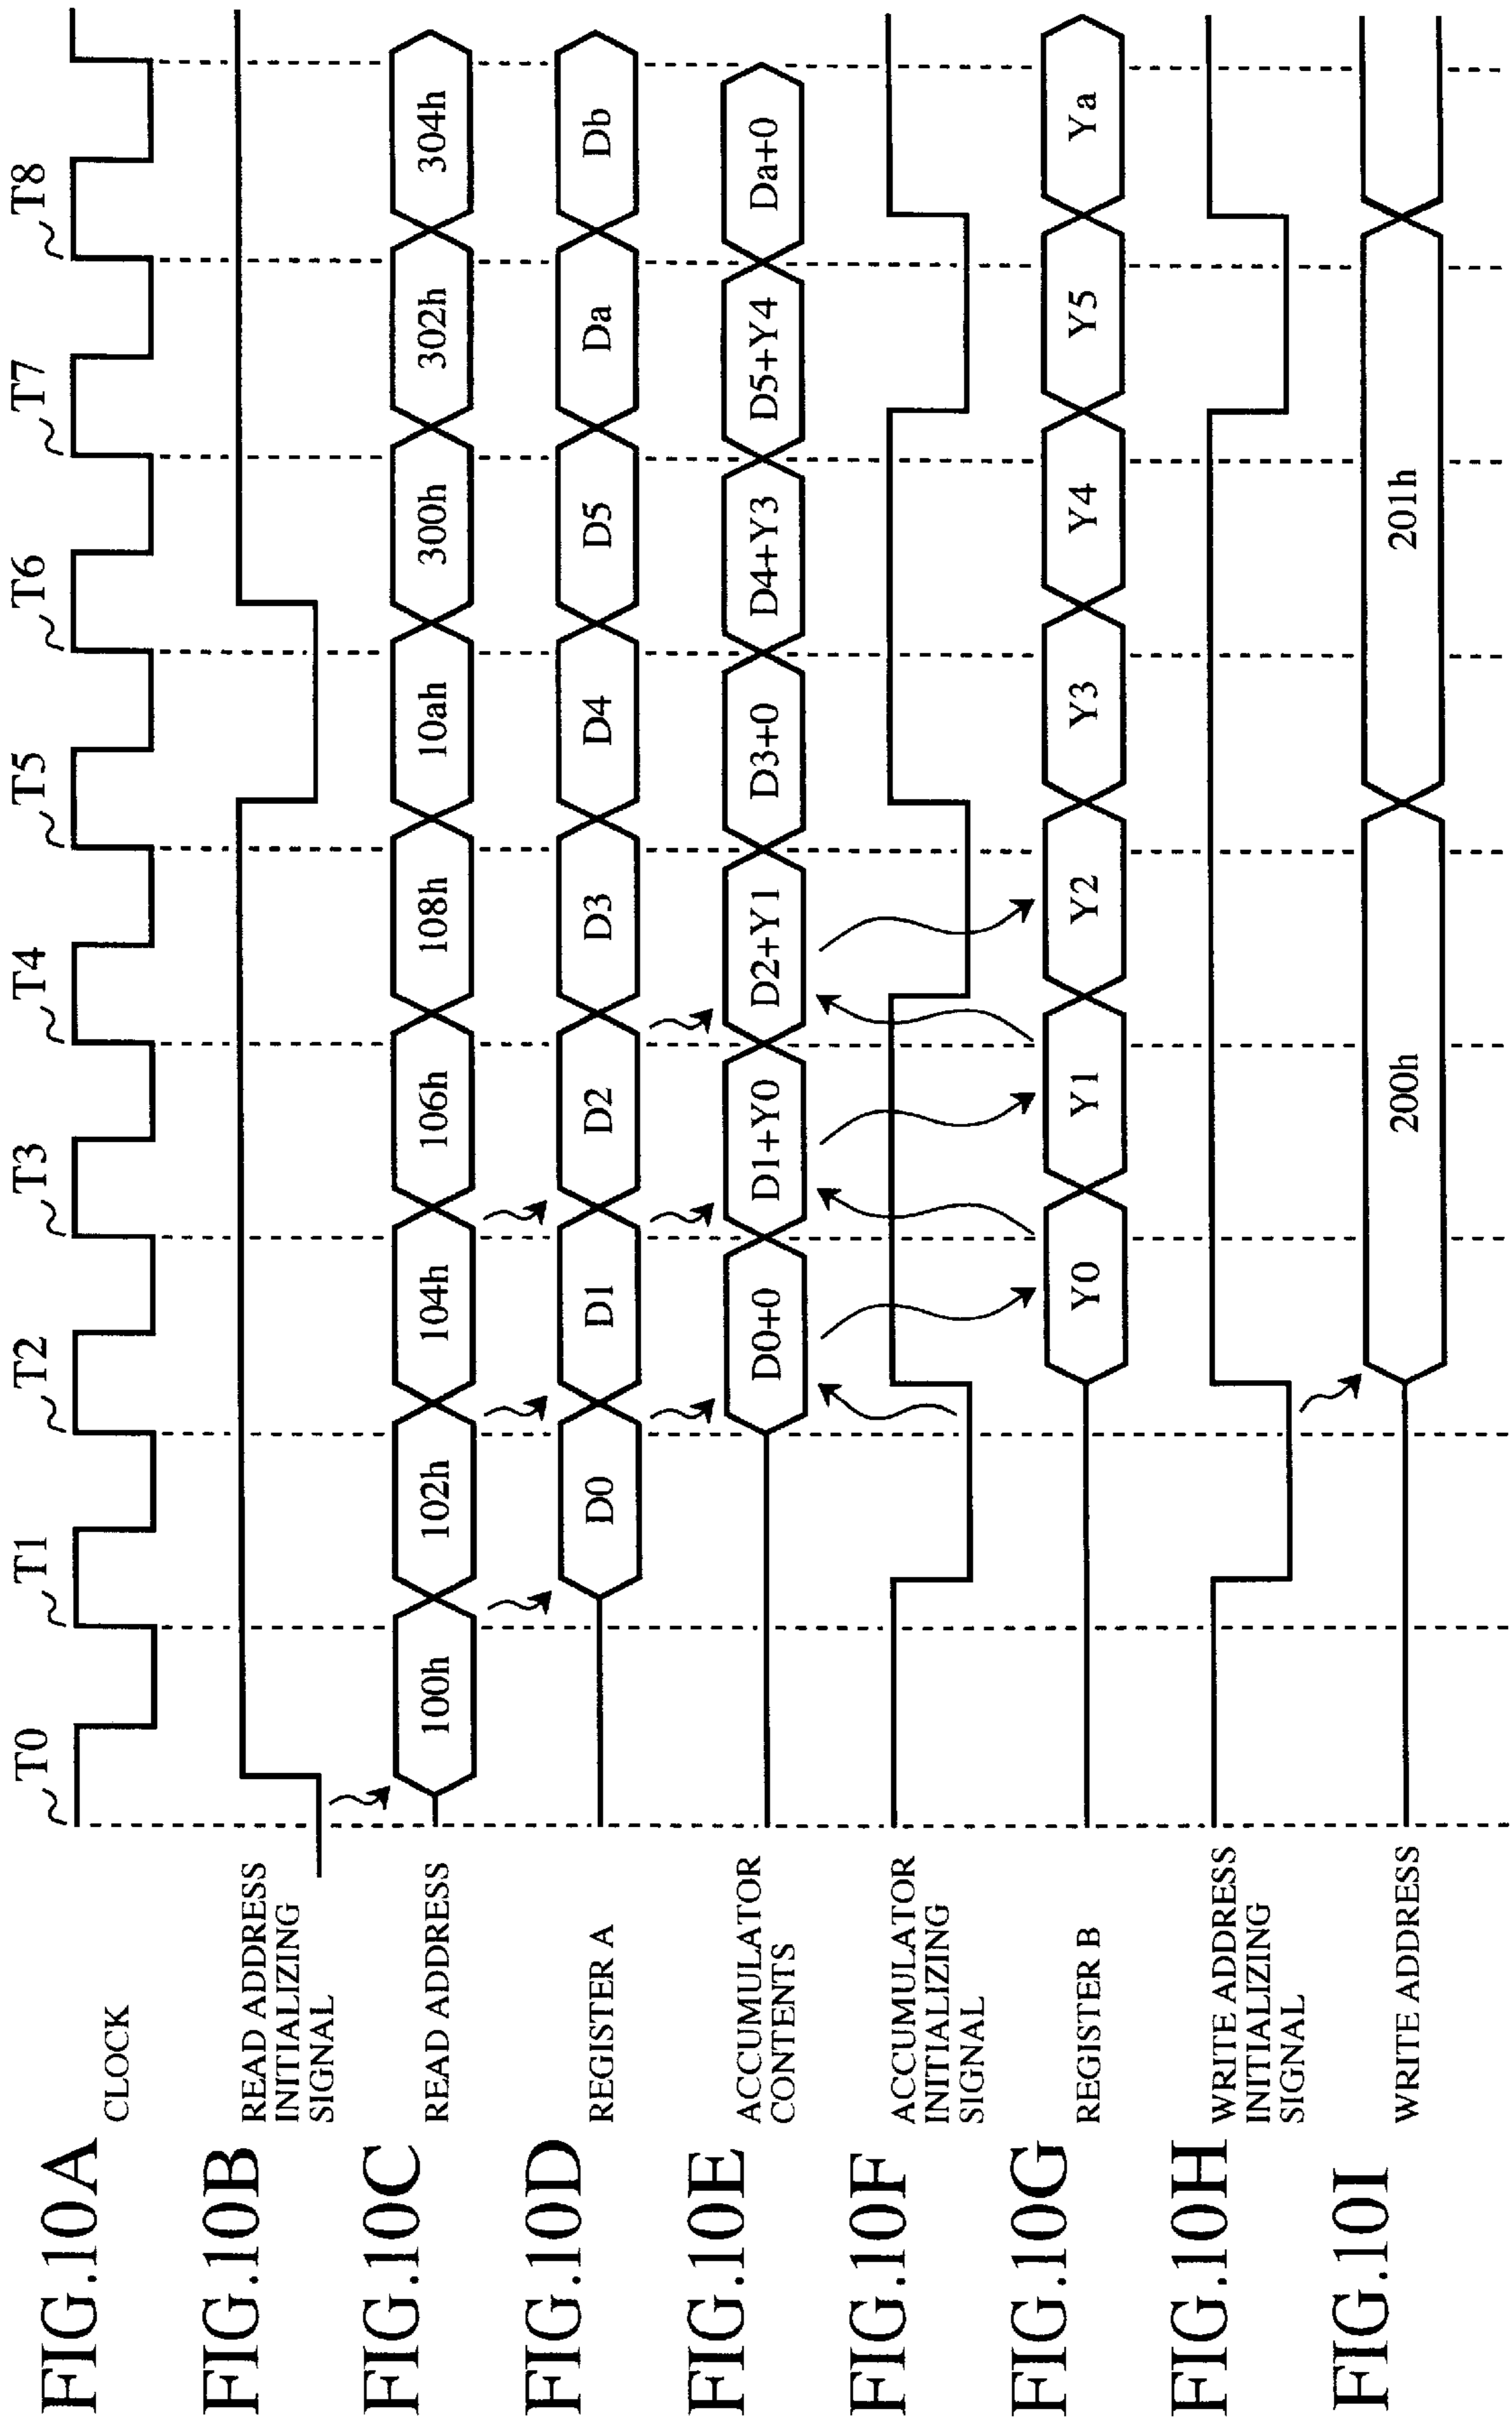 T0 T1 T2 T3 T4 T5 T6 T7 T8
FIG.10A
CLOCK
FIG.10B
READ ADDRESS
INITIALIZING
SIGNAL
FIG.10C
READ ADDRESS
100h 102h 104h 106h 108h 10ah 300h 302h 304h
FIG.10D
REGISTER A
D0 D1 D2 D3 D4 D5 Da Db
FIG.10E
ACCUMULATOR
CONTENTS
D0+0 D1+Y0 D2+Y1 D3+0 D4+Y3 D5+Y4 Da+0
FIG.10F
ACCUMULATOR
INITIALIZING
SIGNAL
FIG.10G
REGISTER B
Y0 Y1 Y2 Y3 Y4 Y5 Ya
FIG.10H
WRITE ADDRESS
INITIALIZING
SIGNAL
FIG.10I
WRITE ADDRESS
200h 201h